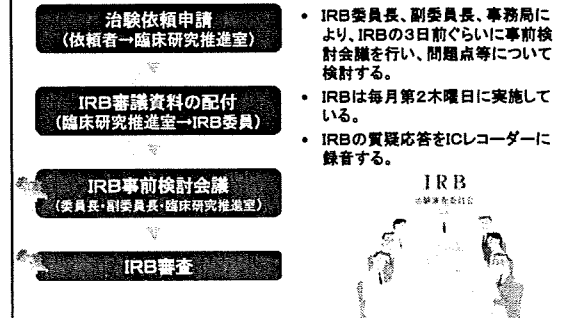 治験依頼申請
(依頼者→臨床研究推進室)
IRB審議資料の配付
(臨床研究推進室→IRB委員)
IRB事前検討会議
(委員長・副委員長・臨床研究推進室)
IRB審査
• IRB委員長、副委員長、事務局に
より、IRBの3日前ぐらいに事前検
討会議を行い、問題点等について
検討する。
• IRBは毎月第2木曜日に実施して
いる。
• IRBの質疑応答をICレコーダーに
録音する。
IRB
治験審査委員会